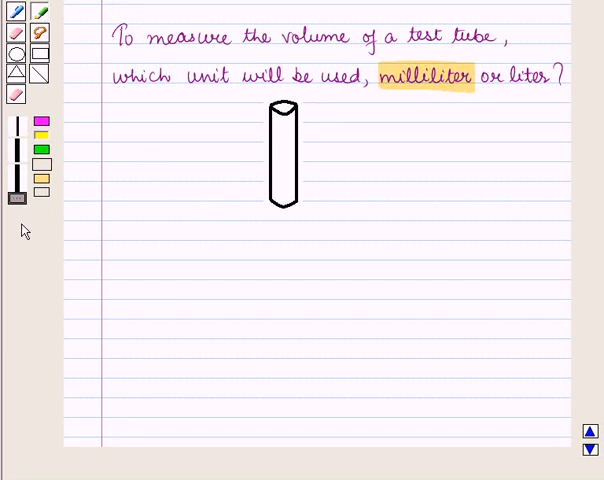 To measure the volume of a test tube,
which unit will be used, milliliter or liter?